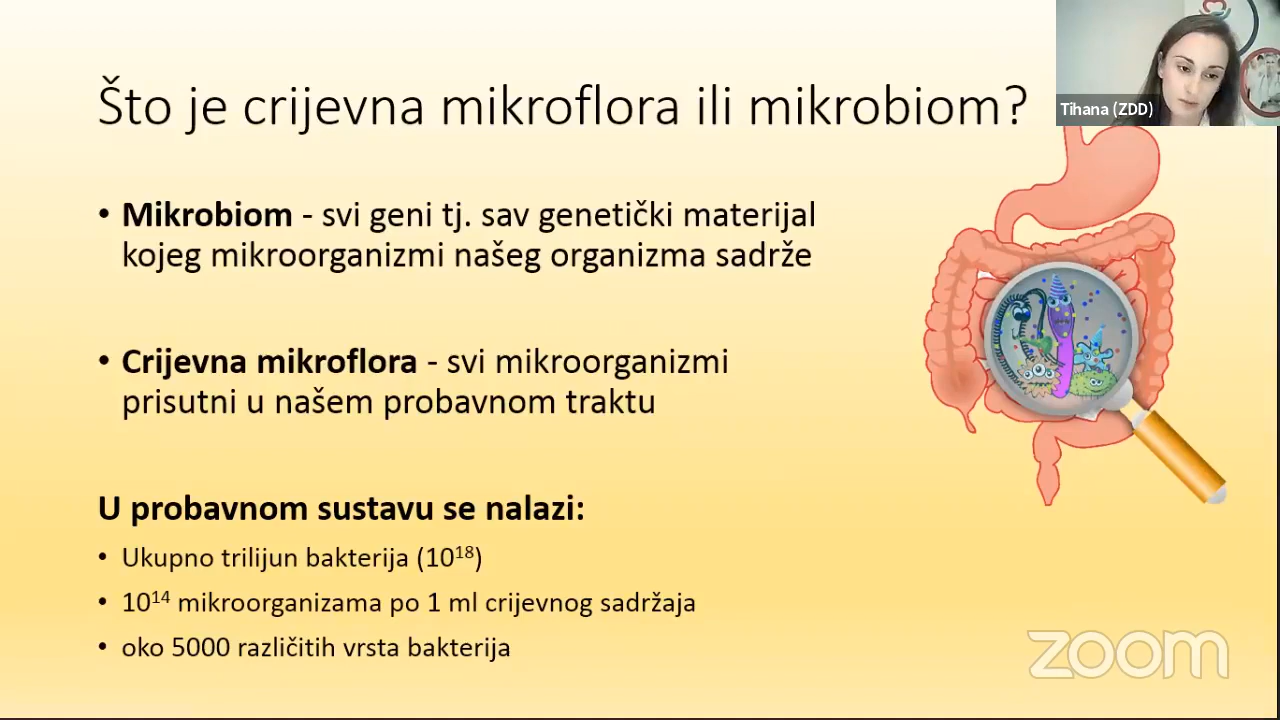 Što je crijevna mikroflora ili mikrobiom?
Tihana (ZDD)
• Mikrobiom - svi geni tj. sav genetički materijal
kojeg mikroorganizmi našeg organizma sadrže
• Crijevna mikroflora - svi mikroorganizmi
prisutni u našem probavnom traktu
U probavnom sustavu se nalazi:
• Ukupno trilijun bakterija (10¹⁸)
• 10¹⁴ mikroorganizama po 1 ml crijevnog sadržaja
• oko 5000 različitih vrsta bakterija
zoom